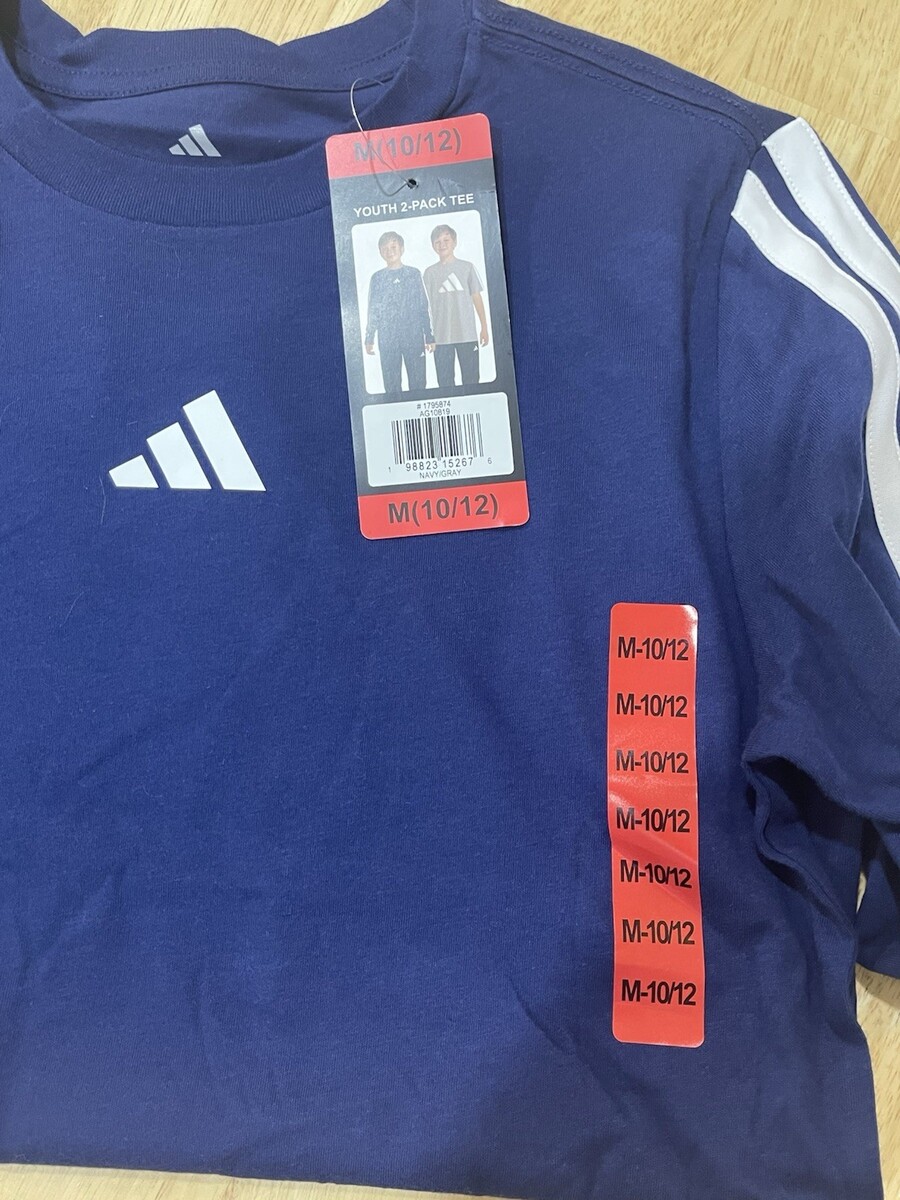 M(10/12)
YOUTH 2-PACK TEE
# 1795874
AG10819
1 98823 15267 6
NAVY/GRAY
M(10/12)
M-10/12
M-10/12
M-10/12
M-10/12
M-10/12
M-10/12
M-10/12